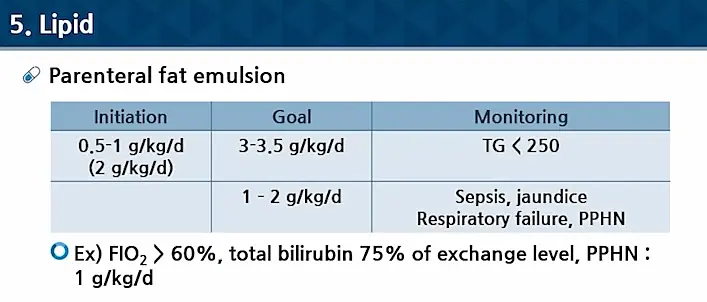 5. Lipid
Parenteral fat emulsion
Initiation Goal Monitoring
0.5-1 g/kg/d 3-3.5 g/kg/d TG < 250
(2 g/kg/d)
1 - 2 g/kg/d Sepsis, jaundice
Respiratory failure, PPHN
Ex) FIO₂ > 60%, total bilirubin 75% of exchange level, PPHN :
1 g/kg/d